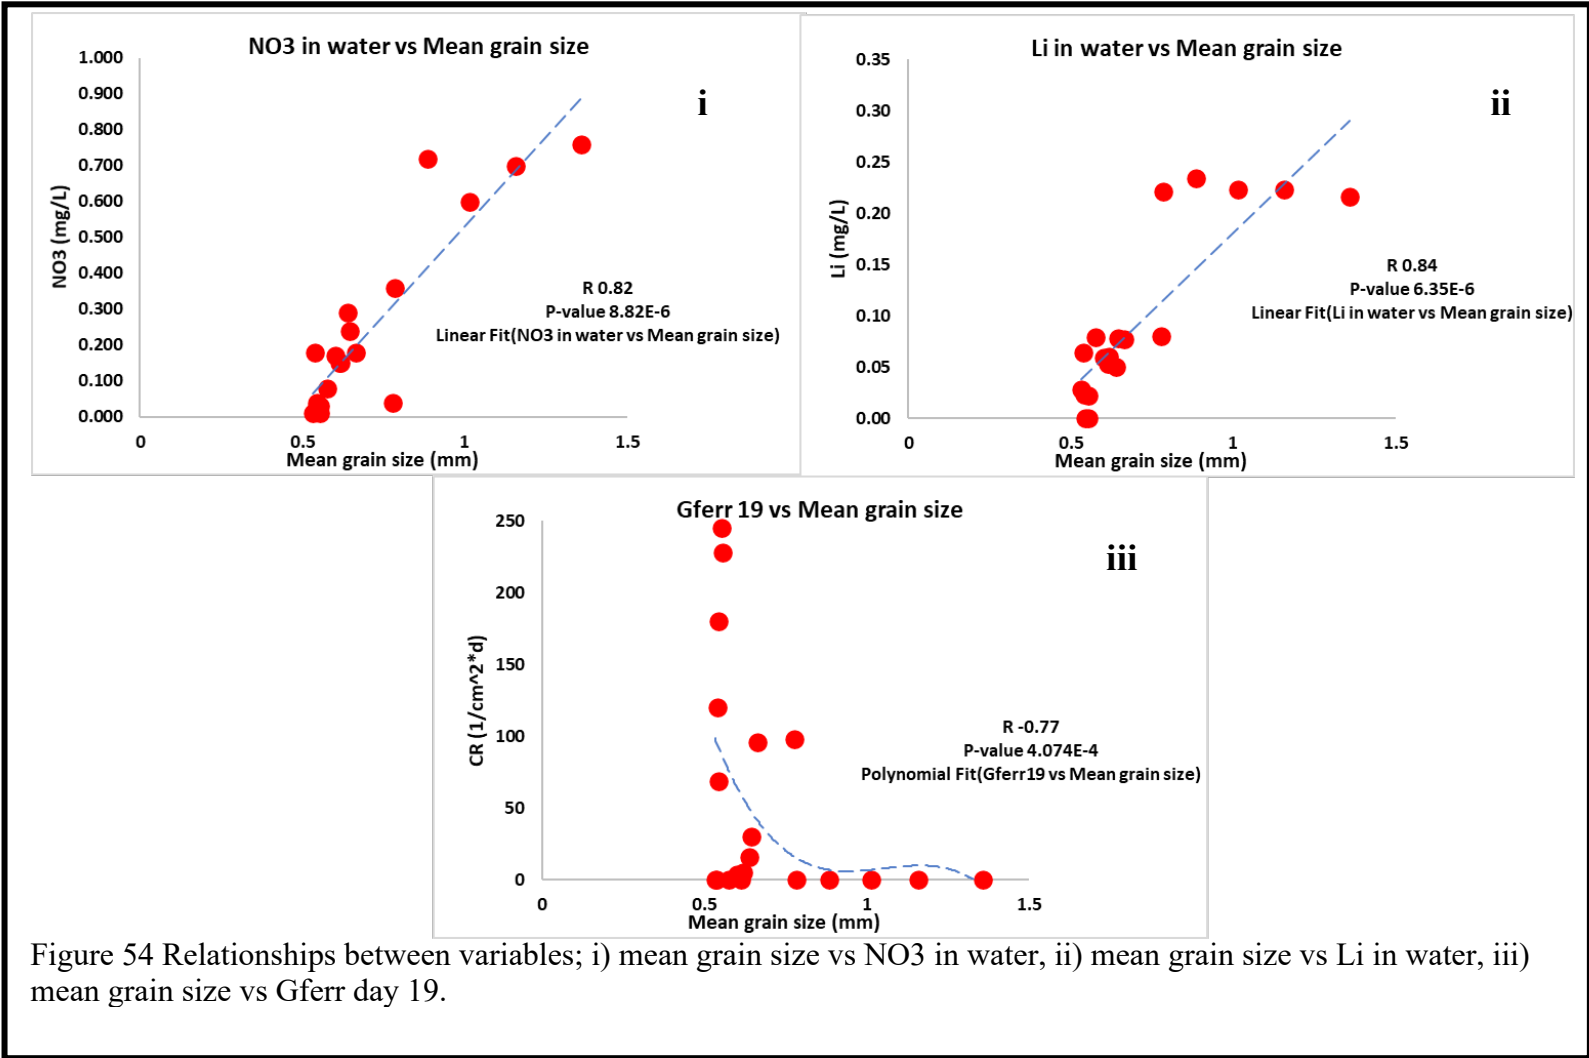 NO3 in water vs Mean grain size
i
1.000
0.900
0.800
0.700
0.600
0.500
0.400
0.300
0.200
0.100
0.000
NO3 (mg/L)
R 0.82
P-value 8.82E-6
Linear Fit(NO3 in water vs Mean grain size)
0 0.5 1 1.5
Mean grain size (mm)
Li in water vs Mean grain size
ii
0.35
0.30
0.25
0.20
0.15
0.10
0.05
0.00
Li (mg/L)
R 0.84
P-value 6.35E-6
Linear Fit(Li in water vs Mean grain size)
0 0.5 1 1.5
Mean grain size (mm)
Gferr 19 vs Mean grain size
iii
250
200
150
100
50
0
CR (1/cm^2*d)
R -0.77
P-value 4.074E-4
Polynomial Fit(Gferr19 vs Mean grain size)
0 0.5 1 1.5
Mean grain size (mm)
Figure 54 Relationships between variables; i) mean grain size vs NO3 in water, ii) mean grain size vs Li in water, iii)
mean grain size vs Gferr day 19.